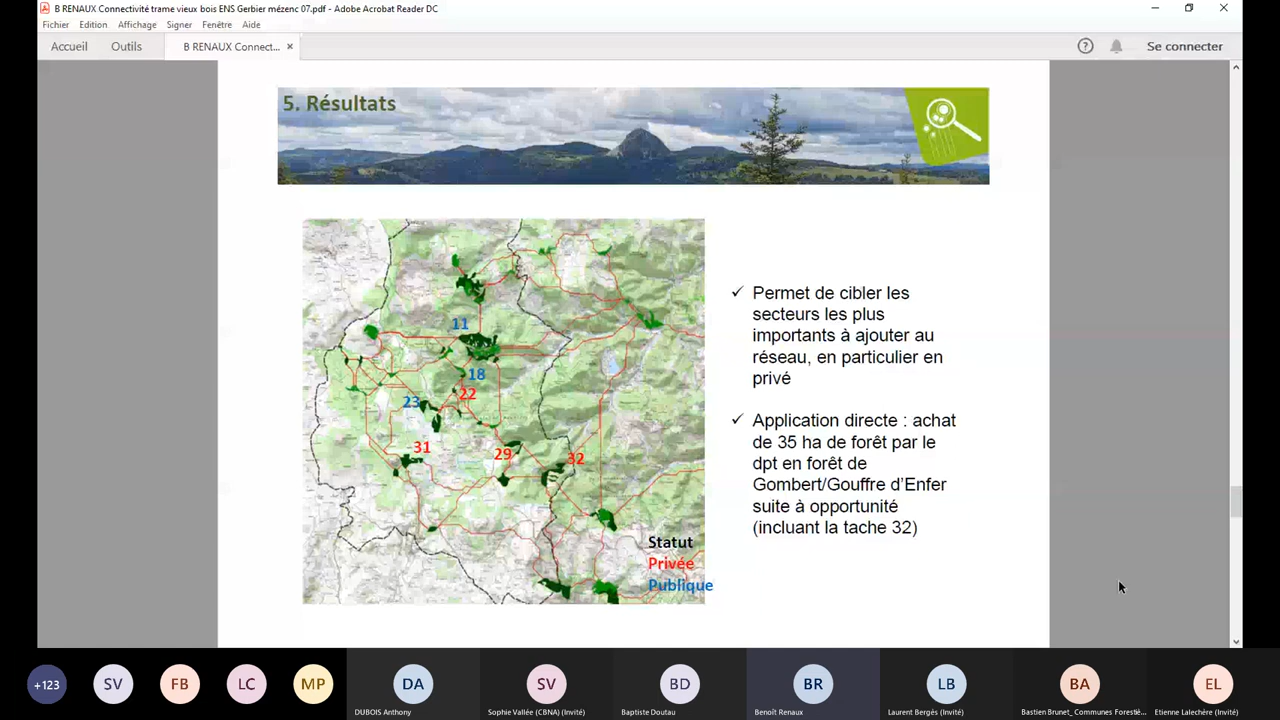 B RENAUX Connectivité trame vieux bois ENS Gerbier mézenc 07.pdf - Adobe Acrobat Reader DC
Fichier Edition Affichage Signer Fenêtre Aide
Accueil Outils B RENAUX Connect... × ? Se connecter
5. Résultats
11
18
22
23
31
29
32
Statut
Privée
Publique
✓ Permet de cibler les
secteurs les plus
importants à ajouter au
réseau, en particulier en
privé
✓ Application directe : achat
de 35 ha de forêt par le
dpt en forêt de
Gombert/Gouffre d’Enfer
suite à opportunité
(incluant la tache 32)
+123 SV FB LC MP DA SV BD BR LB BA EL
DUBOIS Anthony Sophie Vallée (CBNA) (Invité) Baptiste Doutau Benoît Renaux Laurent Bergès (Invité) Bastien Brunet_ Communes Forestiè... Etienne Lalechère (Invité)